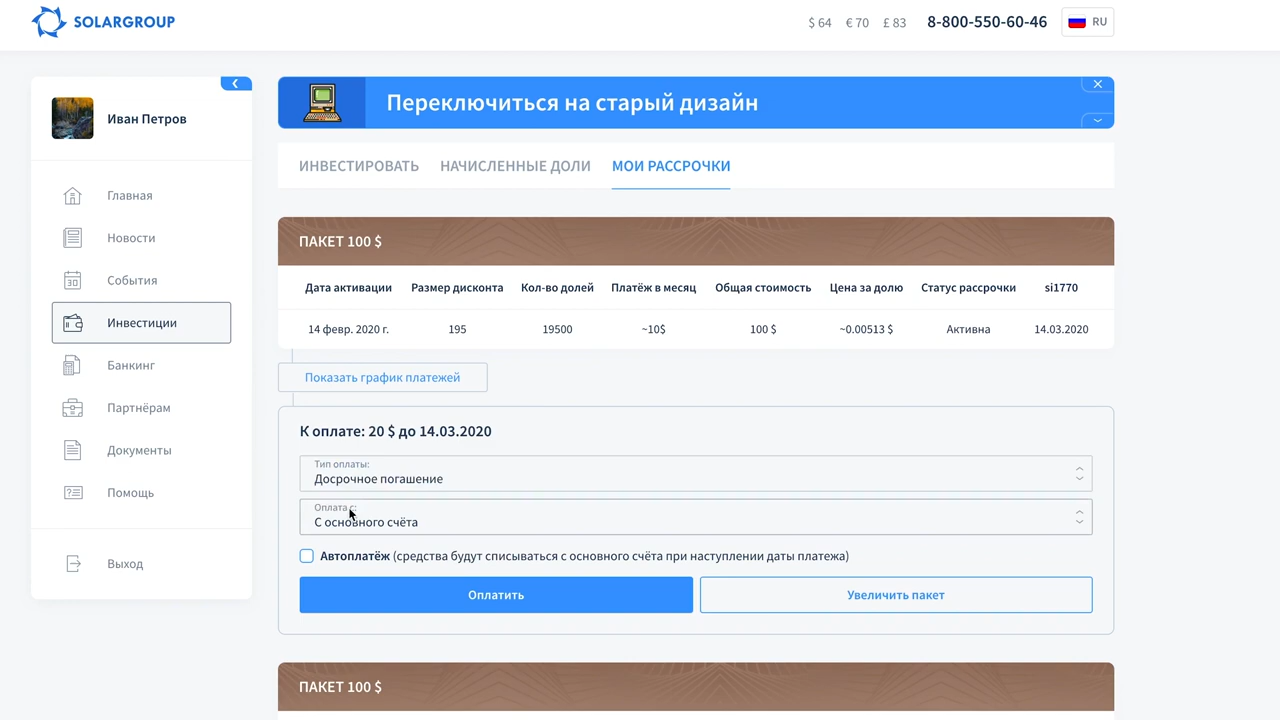 SOLARGROUP
$ 64 € 70 £ 83 8-800-550-60-46 RU
Иван Петров
Главная
Новости
События
30
Инвестиции
Банкинг
Партнёрам
Документы
Помощь
Выход
Переключиться на старый дизайн
ИНВЕСТИРОВАТЬ НАЧИСЛЕННЫЕ ДОЛИ МОИ РАССРОЧКИ
ПАКЕТ 100 $
Дата активации Размер дисконта Кол-во долей Платёж в месяц Общая стоимость Цена за долю Статус рассрочки si1770
14 февр. 2020 г. 195 19500 ~10$ 100 $ ~0.00513 $ Активна 14.03.2020
Показать график платежей
К оплате: 20 $ до 14.03.2020
Тип оплаты:
Досрочное погашение
Оплата с:
С основного счёта
Автоплатёж (средства будут списываться с основного счёта при наступлении даты платежа)
Оплатить Увеличить пакет
ПАКЕТ 100 $